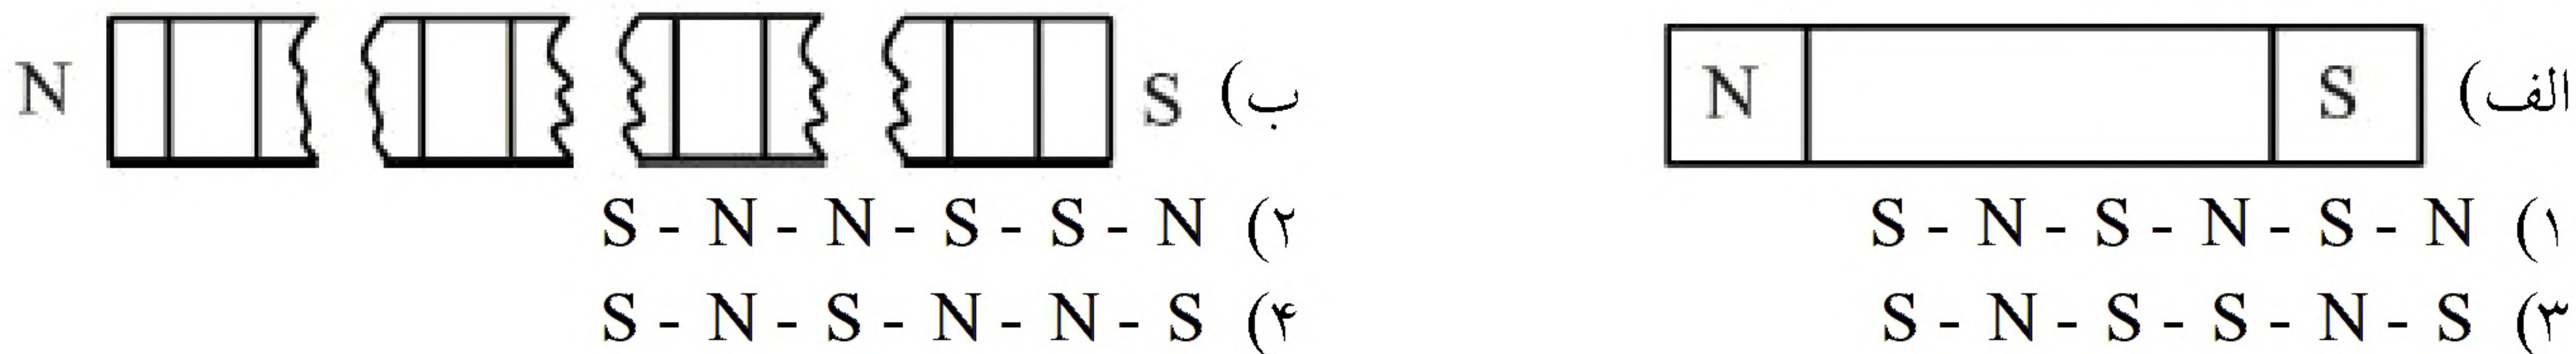 الف) N S
ب) N S
۱) S - N - S - N - S - N
۲) S - N - N - S - S - N
۳) S - N - S - S - N - S
۴) S - N - S - N - N - S